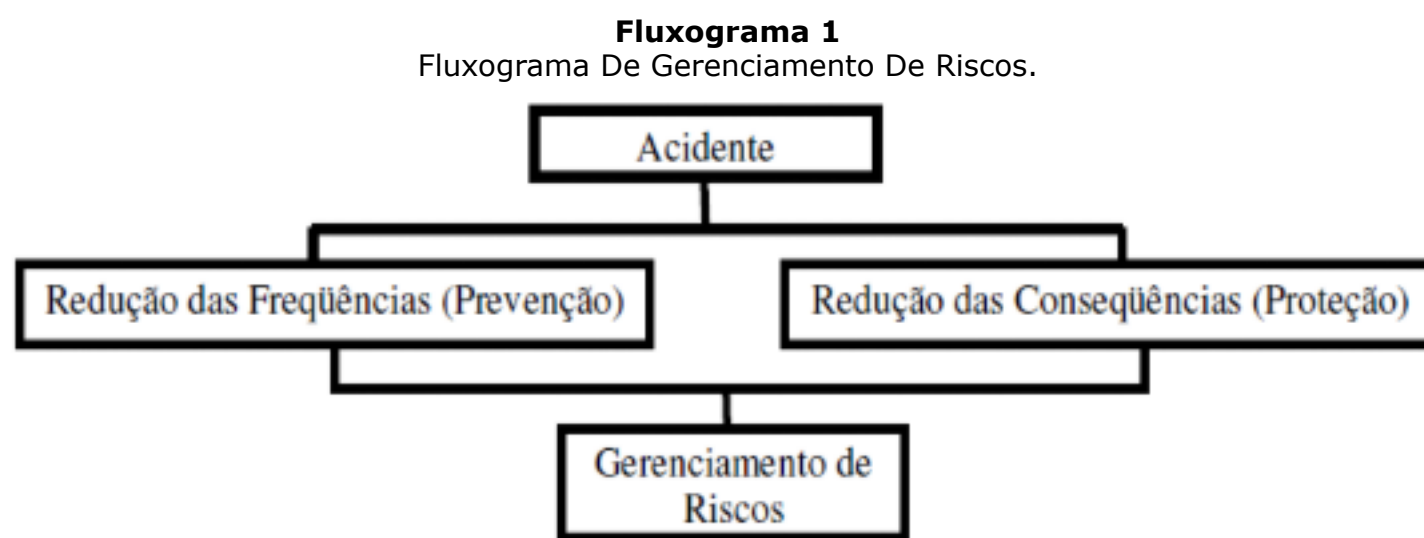 Fluxograma 1
Fluxograma De Gerenciamento De Riscos.
Acidente
Redução das Freqüências (Prevenção)
Redução das Conseqüências (Proteção)
Gerenciamento de
Riscos